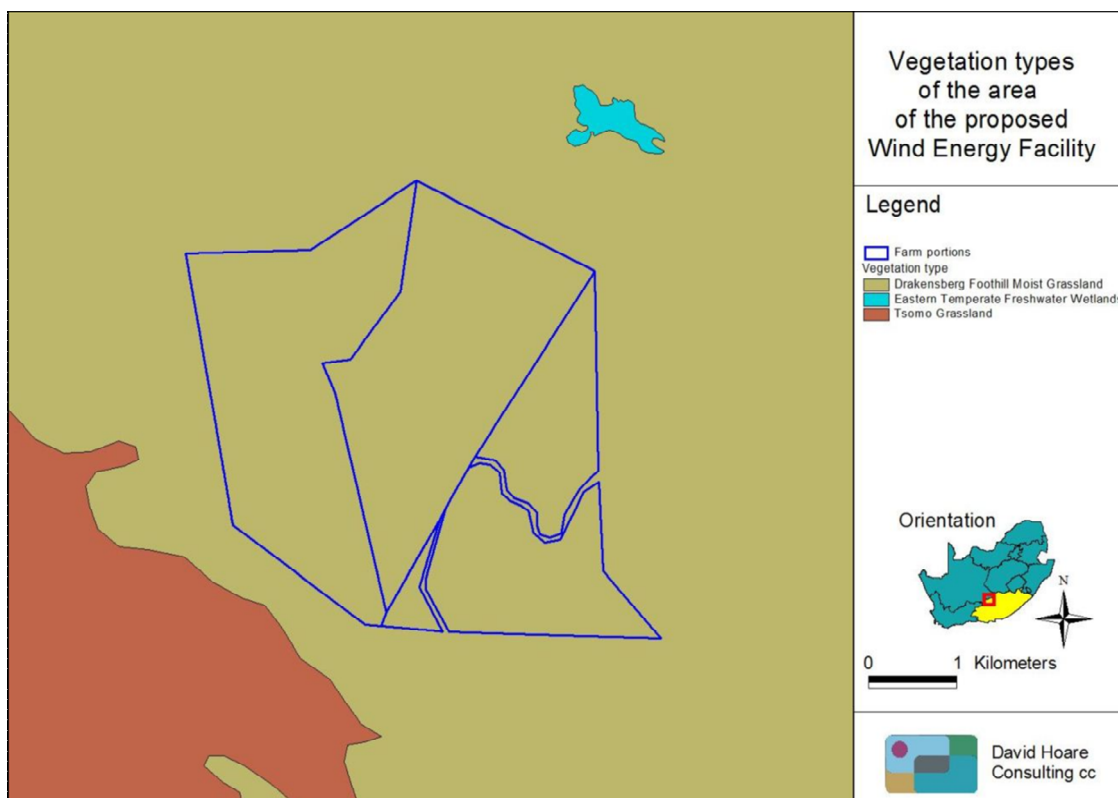 Vegetation types
of the area
of the proposed
Wind Energy Facility
Legend
Farm portions
Vegetation type
Drakensberg Foothill Moist Grassland
Eastern Temperate Freshwater Wetlands
Tsomo Grassland
Orientation
N
0 1 Kilometers
David Hoare
Consulting cc